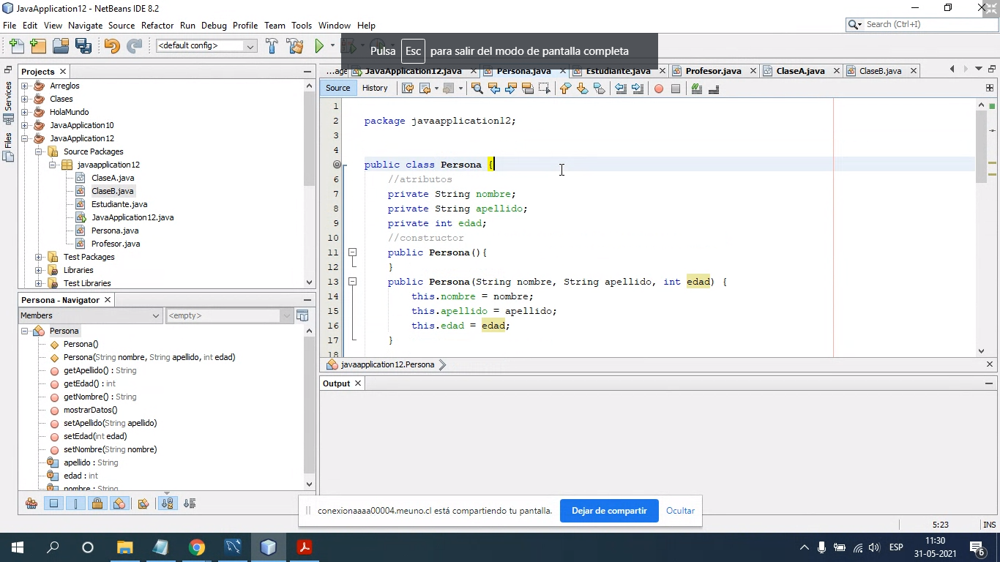 JavaApplication12 - NetBeans IDE 8.2
File Edit View Navigate Source Refactor Run Debug Profile Team Tools Window Help
Search (Ctrl+I)
<default config>
Pulsa Esc para salir del modo de pantalla completa
Projects
Services
Files
Arreglos
Clases
HolaMundo
JavaApplication10
JavaApplication12
Source Packages
javaapplication12
ClaseA.java
ClaseB.java
Estudiante.java
JavaApplication12.java
Persona.java
Profesor.java
Test Packages
Libraries
Test Libraries
Persona - Navigator
Members
<empty>
Persona
Persona()
Persona(String nombre, String apellido, int edad)
getApellido() : String
getEdad() : int
getNombre() : String
mostrarDatos()
setApellido(String apellido)
setEdad(int edad)
setNombre(String nombre)
apellido : String
edad : int
nombre : String
...age JavaApplication12.java Persona.java Estudiante.java Profesor.java ClaseA.java ClaseB.java
Source History
1
2 package javaapplication12;
3
4
public class Persona {
6 //atributos
7 private String nombre;
8 private String apellido;
9 private int edad;
10 //constructor
11 public Persona(){
12 }
13 public Persona(String nombre, String apellido, int edad) {
14 this.nombre = nombre;
15 this.apellido = apellido;
16 this.edad = edad;
17 }
18
javaapplication12.Persona
Output
conexionaaaa00004.meuno.cl está compartiendo tu pantalla. Dejar de compartir Ocultar
5:23 INS
ESP
11:30
31-05-2021
6